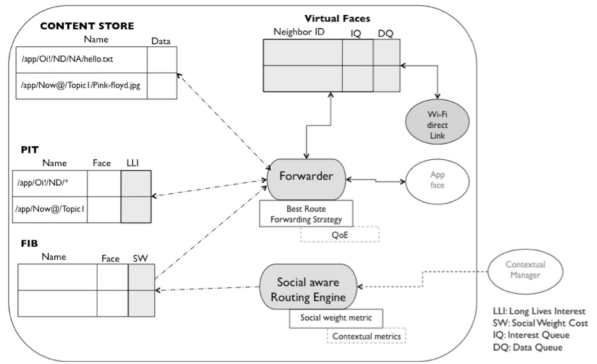 CONTENT STORE
Name Data
/app/Oi!/ND/NA/hello.txt
/app/Now@/Topic1/Pink-floyd.jpg
Virtual Faces
Neighbor ID IQ DQ
Wi-Fi
direct
Link
PIT
Name Face LLI
/app/Oi!/ND/*
/app/Now@/Topic1
Forwarder
App
face
Best Route
Forwarding Strategy
QoE
FIB
Name Face SW
Social aware
Routing Engine
Social weight metric
Contextual metrics
Contextual
Manager
LLI: Long Lives Interest
SW: Social Weight Cost
IQ: Interest Queue
DQ: Data Queue